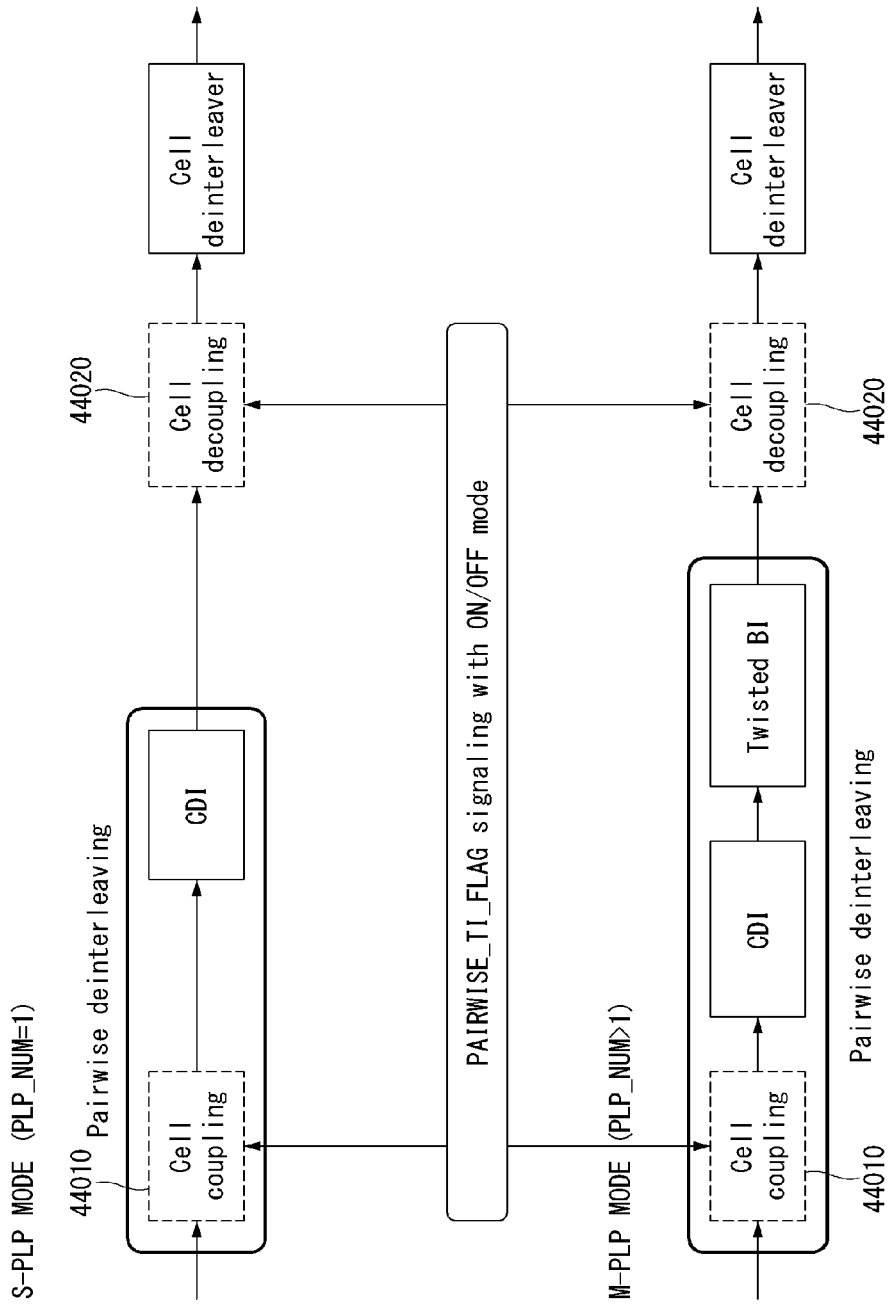 S-PLP MODE (PLP_NUM=1)
Pairwise deinterleaving
44010
Cell
coupling
CDI
44020
Cell
decoupling
Cell
deinterleaver
PAIRWISE_TI_FLAG signaling with ON/OFF mode
M-PLP MODE (PLP_NUM>1)
Cell
coupling
44010
CDI
Twisted BI
Pairwise deinterleaving
Cell
decoupling
44020
Cell
deinterleaver